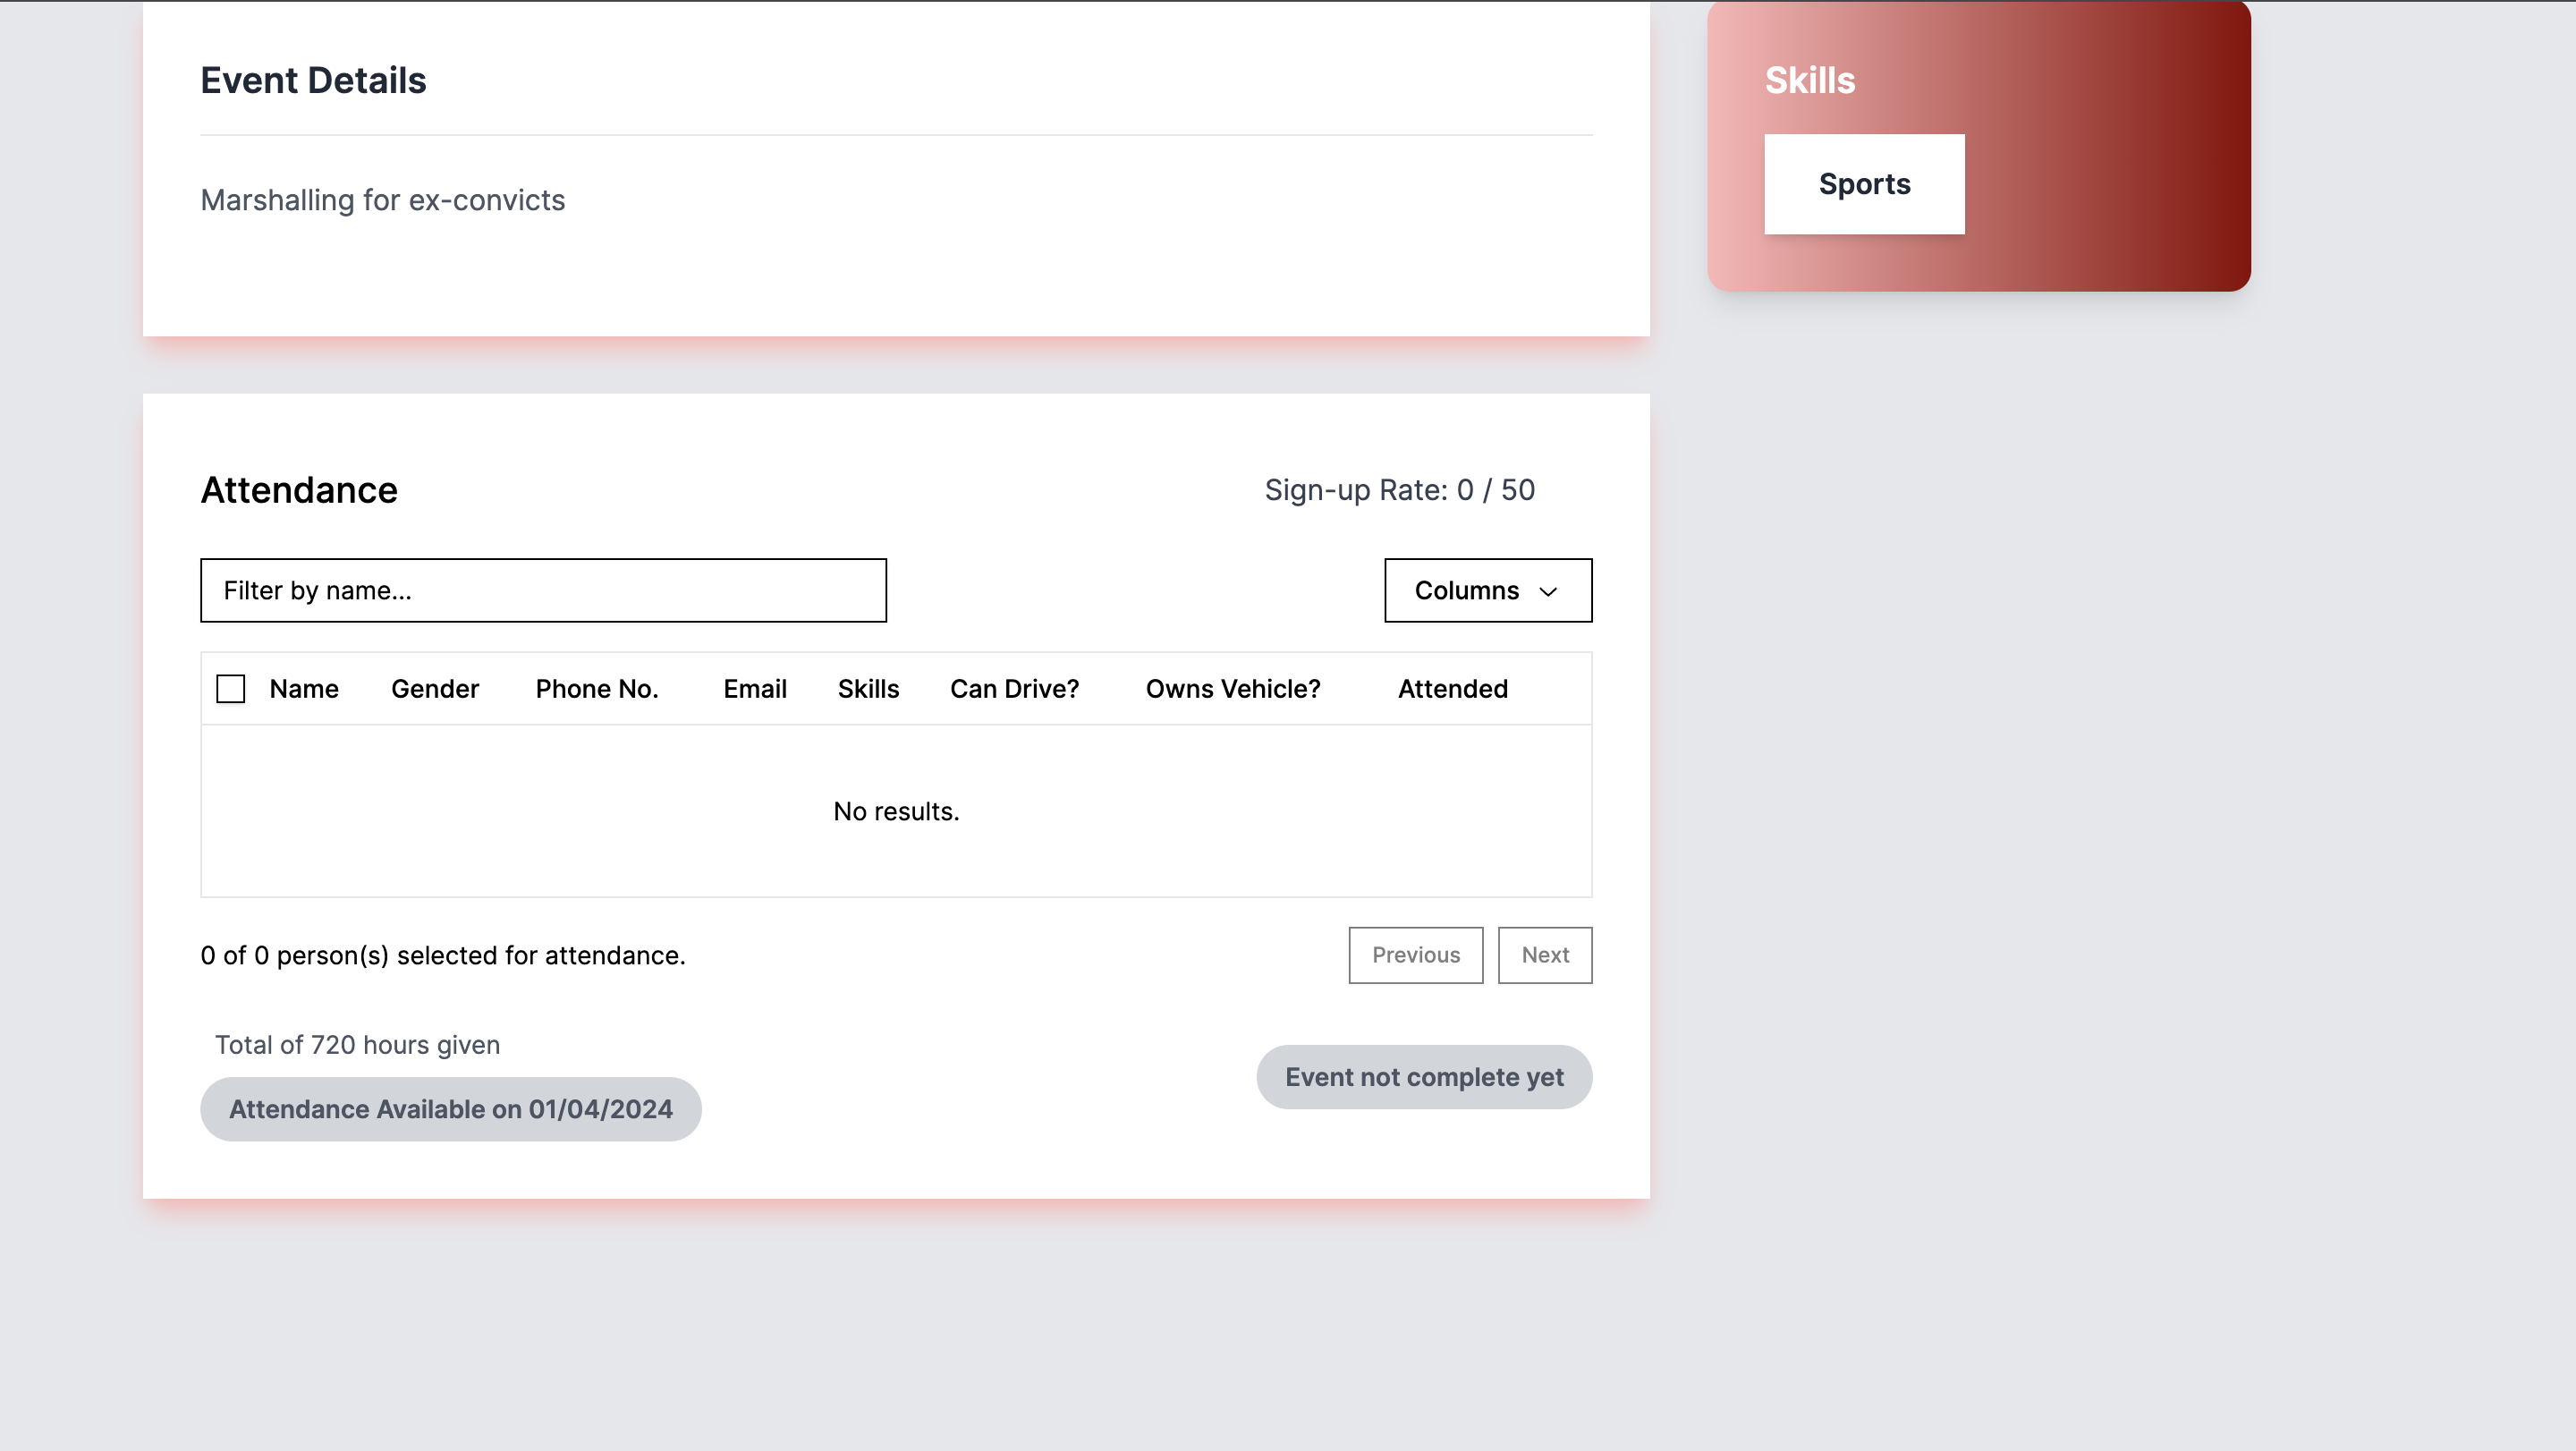 Event Details
Marshalling for ex-convicts
Skills
Sports
Attendance
Sign-up Rate: 0 / 50
Filter by name...
Columns
Name Gender Phone No. Email Skills Can Drive? Owns Vehicle? Attended
No results.
0 of 0 person(s) selected for attendance.
Previous Next
Total of 720 hours given
Attendance Available on 01/04/2024
Event not complete yet